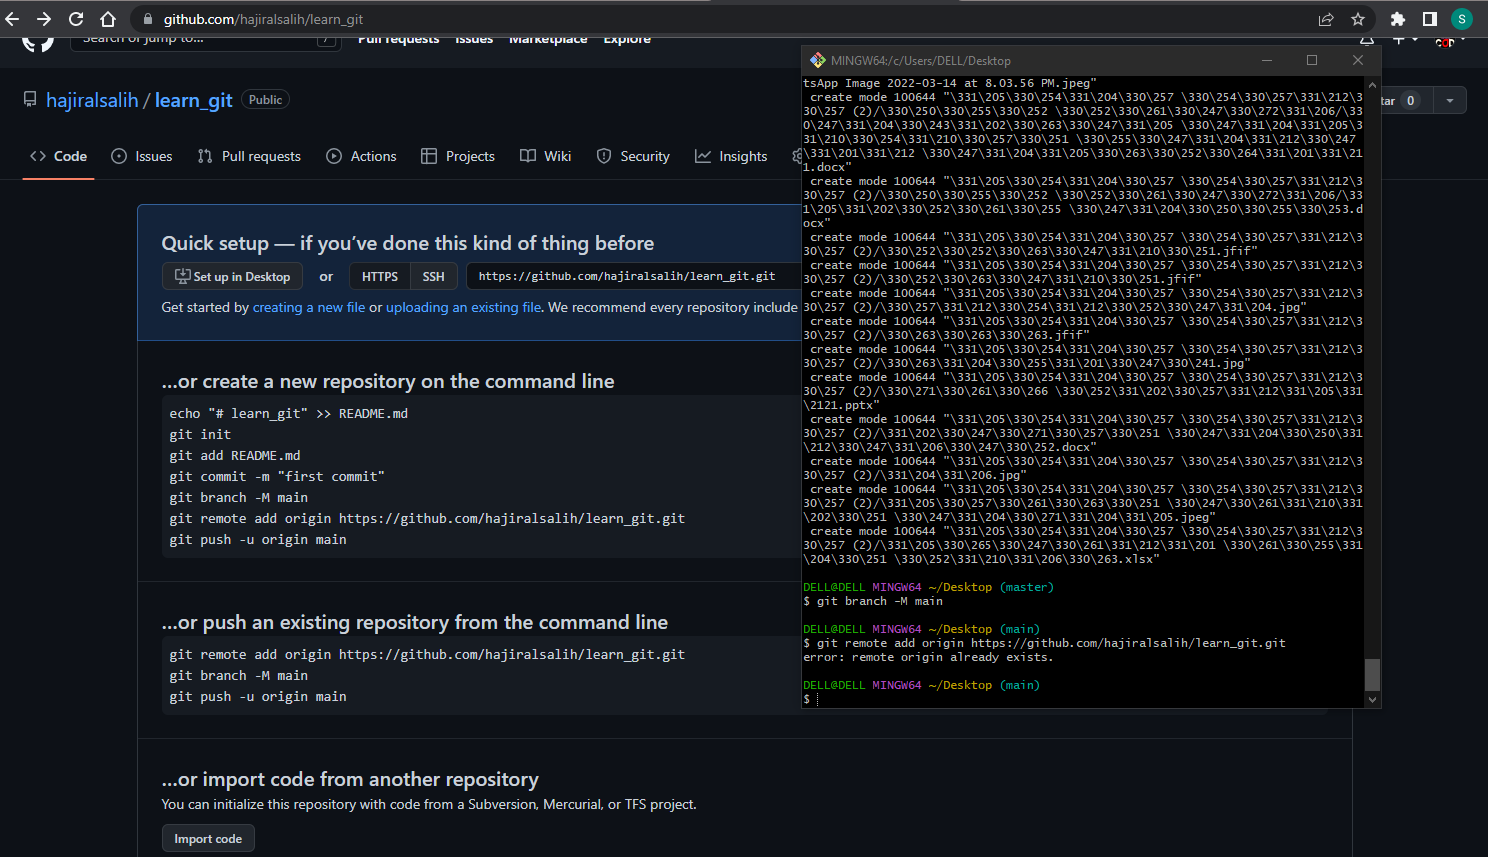 github.com/hajiralsalih/learn_git
S
Search or jump to...
/
Pull requests Issues Marketplace Explore
hajiralsalih / learn_git Public
tar 0
Code Issues Pull requests Actions Projects Wiki Security Insights
Quick setup — if you've done this kind of thing before
Set up in Desktop or HTTPS SSH https://github.com/hajiralsalih/learn_git.git
Get started by creating a new file or uploading an existing file. We recommend every repository include
...or create a new repository on the command line
echo "# learn_git" >> README.md
git init
git add README.md
git commit -m "first commit"
git branch -M main
git remote add origin https://github.com/hajiralsalih/learn_git.git
git push -u origin main
...or push an existing repository from the command line
git remote add origin https://github.com/hajiralsalih/learn_git.git
git branch -M main
git push -u origin main
...or import code from another repository
You can initialize this repository with code from a Subversion, Mercurial, or TFS project.
Import code
MINGW64:/c/Users/DELL/Desktop
tsApp Image 2022-03-14 at 8.03.56 PM.jpeg"
create mode 100644 "\331\205\330\254\331\204\330\257 \330\254\330\257\331\212\3
30\257 (2)/\330\250\330\255\330\252 \330\252\330\261\330\247\330\272\331\206/\33
0\247\331\204\330\243\331\202\330\263\330\247\331\205 \330\247\331\204\331\205\3
31\210\330\254\331\210\330\257\330\251 \330\255\330\247\331\204\331\212\330\247
\331\201\331\212 \330\247\331\204\331\205\330\263\330\252\330\264\331\201\331\21
1.docx"
create mode 100644 "\331\205\330\254\331\204\330\257 \330\254\330\257\331\212\3
30\257 (2)/\330\250\330\255\330\252 \330\252\330\261\330\247\330\272\331\206/\33
1\205\331\202\330\252\330\261\330\255 \330\247\331\204\330\250\330\255\330\253.d
ocx"
create mode 100644 "\331\205\330\254\331\204\330\257 \330\254\330\257\331\212\3
30\257 (2)/\330\252\330\263\330\252\330\263\330\247\331\210\330\251.jfif"
create mode 100644 "\331\205\330\254\331\204\330\257 \330\254\330\257\331\212\3
30\257 (2)/\330\252\330\263\330\247\331\210\330\251.jfif"
create mode 100644 "\331\205\330\254\331\204\330\257 \330\254\330\257\331\212\3
30\257 (2)/\330\257\331\212\330\254\331\212\330\252\330\247\331\204.jpg"
create mode 100644 "\331\205\330\254\331\204\330\257 \330\254\330\257\331\212\3
30\257 (2)/\330\263\330\263\330\263.jfif"
create mode 100644 "\331\205\330\254\331\204\330\257 \330\254\330\257\331\212\3
30\257 (2)/\330\263\331\204\330\255\331\201\330\247\330\241.jpg"
create mode 100644 "\331\205\330\254\331\204\330\257 \330\254\330\257\331\212\3
30\257 (2)/\330\271\330\261\330\266 \330\252\331\202\330\257\331\212\331\205\331
\2121.pptx"
create mode 100644 "\331\205\330\254\331\204\330\257 \330\254\330\257\331\212\3
30\257 (2)/\331\202\330\247\330\271\330\257\330\251 \330\247\331\204\330\250\331
\212\330\247\331\206\330\247\330\252.docx"
create mode 100644 "\331\205\330\254\331\204\330\257 \330\254\330\257\331\212\3
30\257 (2)/\331\204\331\206.jpg"
create mode 100644 "\331\205\330\254\331\204\330\257 \330\254\330\257\331\212\3
30\257 (2)/\331\205\330\257\330\261\330\263\330\251 \330\247\330\261\331\210\331
\202\330\251 \330\247\331\204\330\271\331\204\331\205.jpeg"
create mode 100644 "\331\205\330\254\331\204\330\257 \330\254\330\257\331\212\3
30\257 (2)/\331\205\330\265\330\247\330\261\331\212\331\201 \330\261\330\255\331
\204\330\251 \330\252\331\210\331\206\330\263.xlsx"
DELL@DELL MINGW64 ~/Desktop (master)
$ git branch -M main
DELL@DELL MINGW64 ~/Desktop (main)
$ git remote add origin https://github.com/hajiralsalih/learn_git.git
error: remote origin already exists.
DELL@DELL MINGW64 ~/Desktop (main)
$